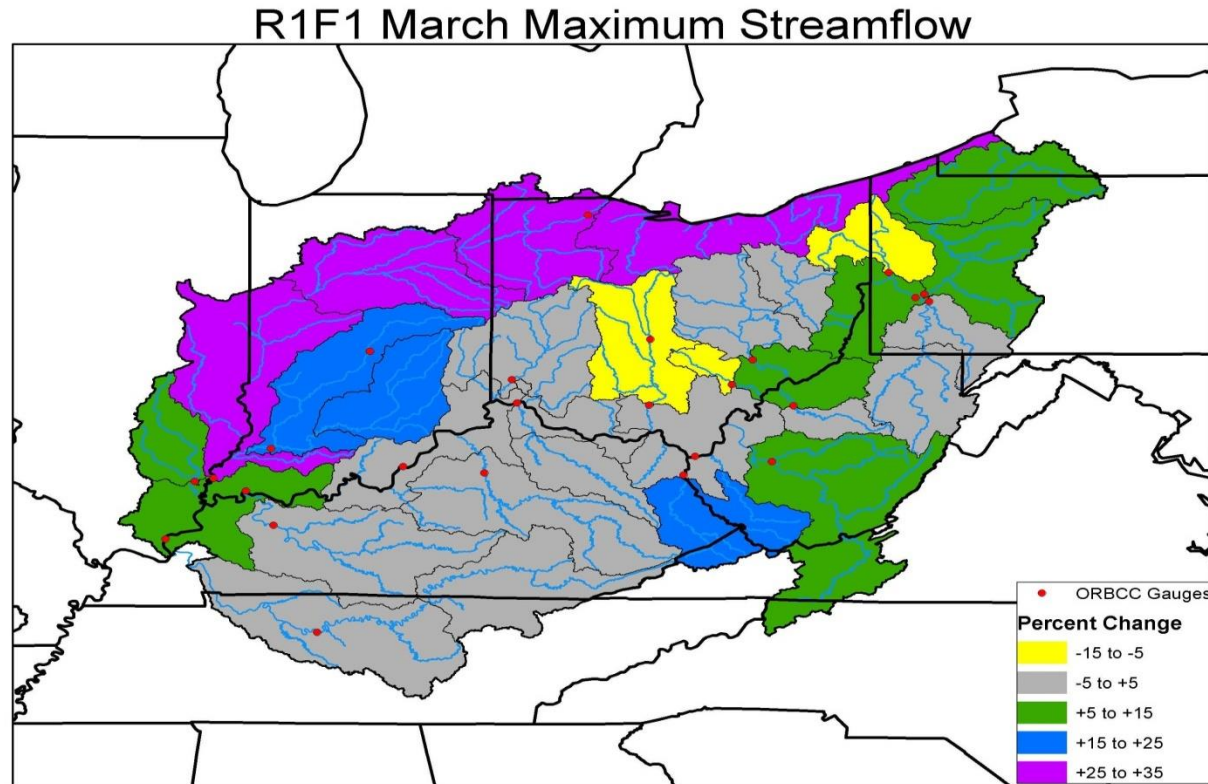 R1F1 March Maximum Streamflow
ORBCC Gauges
Percent Change
-15 to -5
-5 to +5
+5 to +15
+15 to +25
+25 to +35